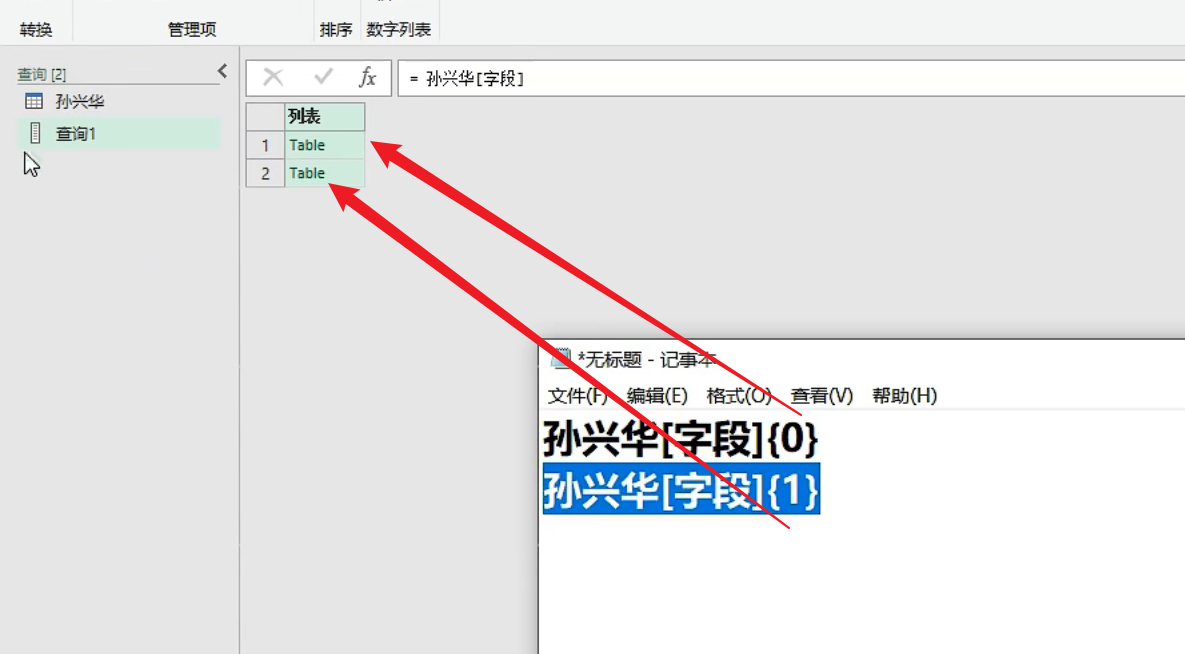 转换 管理项 排序 数字列表
查询 [2]
孙兴华
查询1
fx = 孙兴华[字段]
列表
1 Table
2 Table
*无标题 - 记事本
文件(F) 编辑(E) 格式(O) 查看(V) 帮助(H)
孙兴华[字段]{0}
孙兴华[字段]{1}